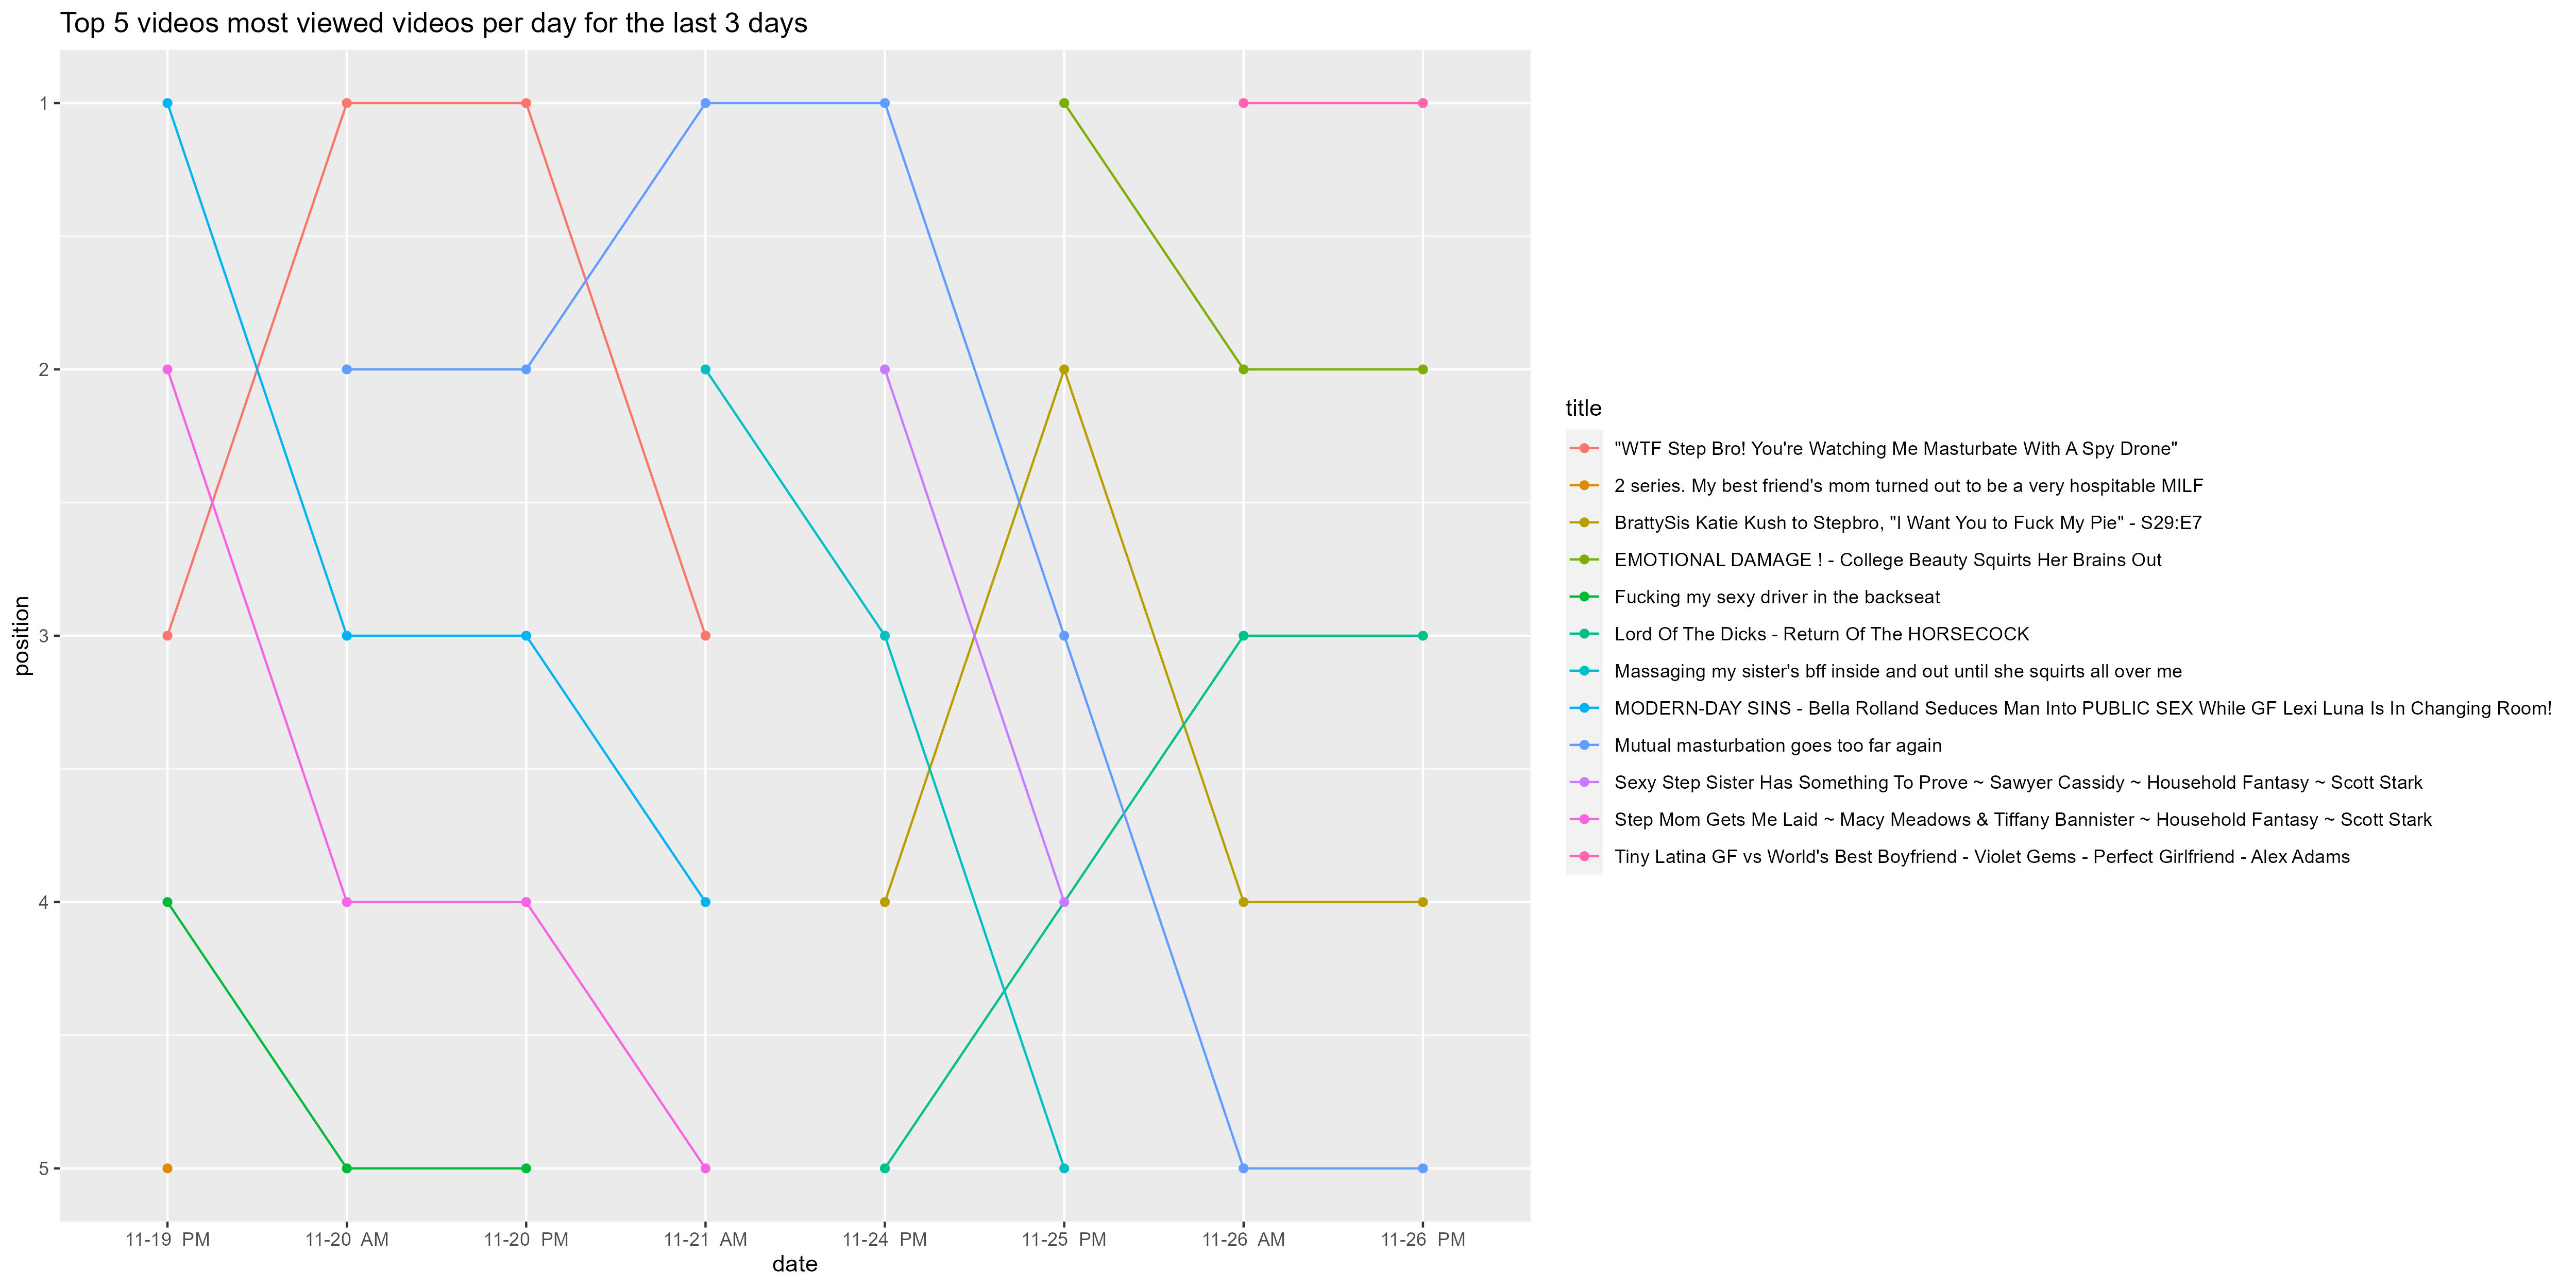 Top 5 videos most viewed videos per day for the last 3 days
1
2
3
4
5
position
11-19 PM
11-20 AM
11-20 PM
11-21 AM
11-24 PM
11-25 PM
11-26 AM
11-26 PM
date
title
"WTF Step Bro! You're Watching Me Masturbate With A Spy Drone"
2 series. My best friend's mom turned out to be a very hospitable MILF
BrattySis Katie Kush to Stepbro, "I Want You to Fuck My Pie" - S29:E7
EMOTIONAL DAMAGE ! - College Beauty Squirts Her Brains Out
Fucking my sexy driver in the backseat
Lord Of The Dicks - Return Of The HORSECOCK
Massaging my sister's bff inside and out until she squirts all over me
MODERN-DAY SINS - Bella Rolland Seduces Man Into PUBLIC SEX While GF Lexi Luna Is In Changing Room!
Mutual masturbation goes too far again
Sexy Step Sister Has Something To Prove ~ Sawyer Cassidy ~ Household Fantasy ~ Scott Stark
Step Mom Gets Me Laid ~ Macy Meadows & Tiffany Bannister ~ Household Fantasy ~ Scott Stark
Tiny Latina GF vs World's Best Boyfriend - Violet Gems - Perfect Girlfriend - Alex Adams